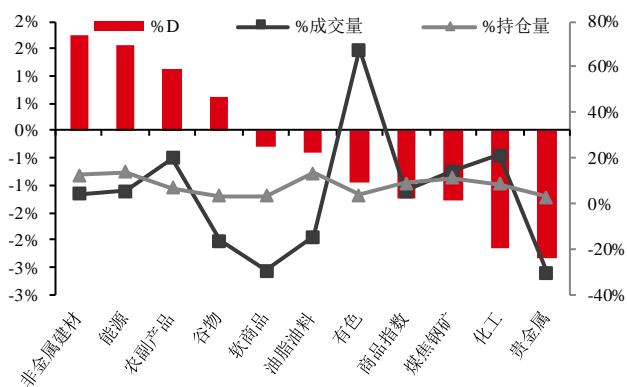 %D
%成交量
%持仓量
2%
2%
1%
1%
0%
-1%
-1%
-2%
-2%
-3%
-3%
80%
60%
40%
20%
0%
-20%
-40%
非金属建材
能源
农副产品
谷物
软商品
油脂油料
有色
商品指数
煤焦钢矿
化工
贵金属